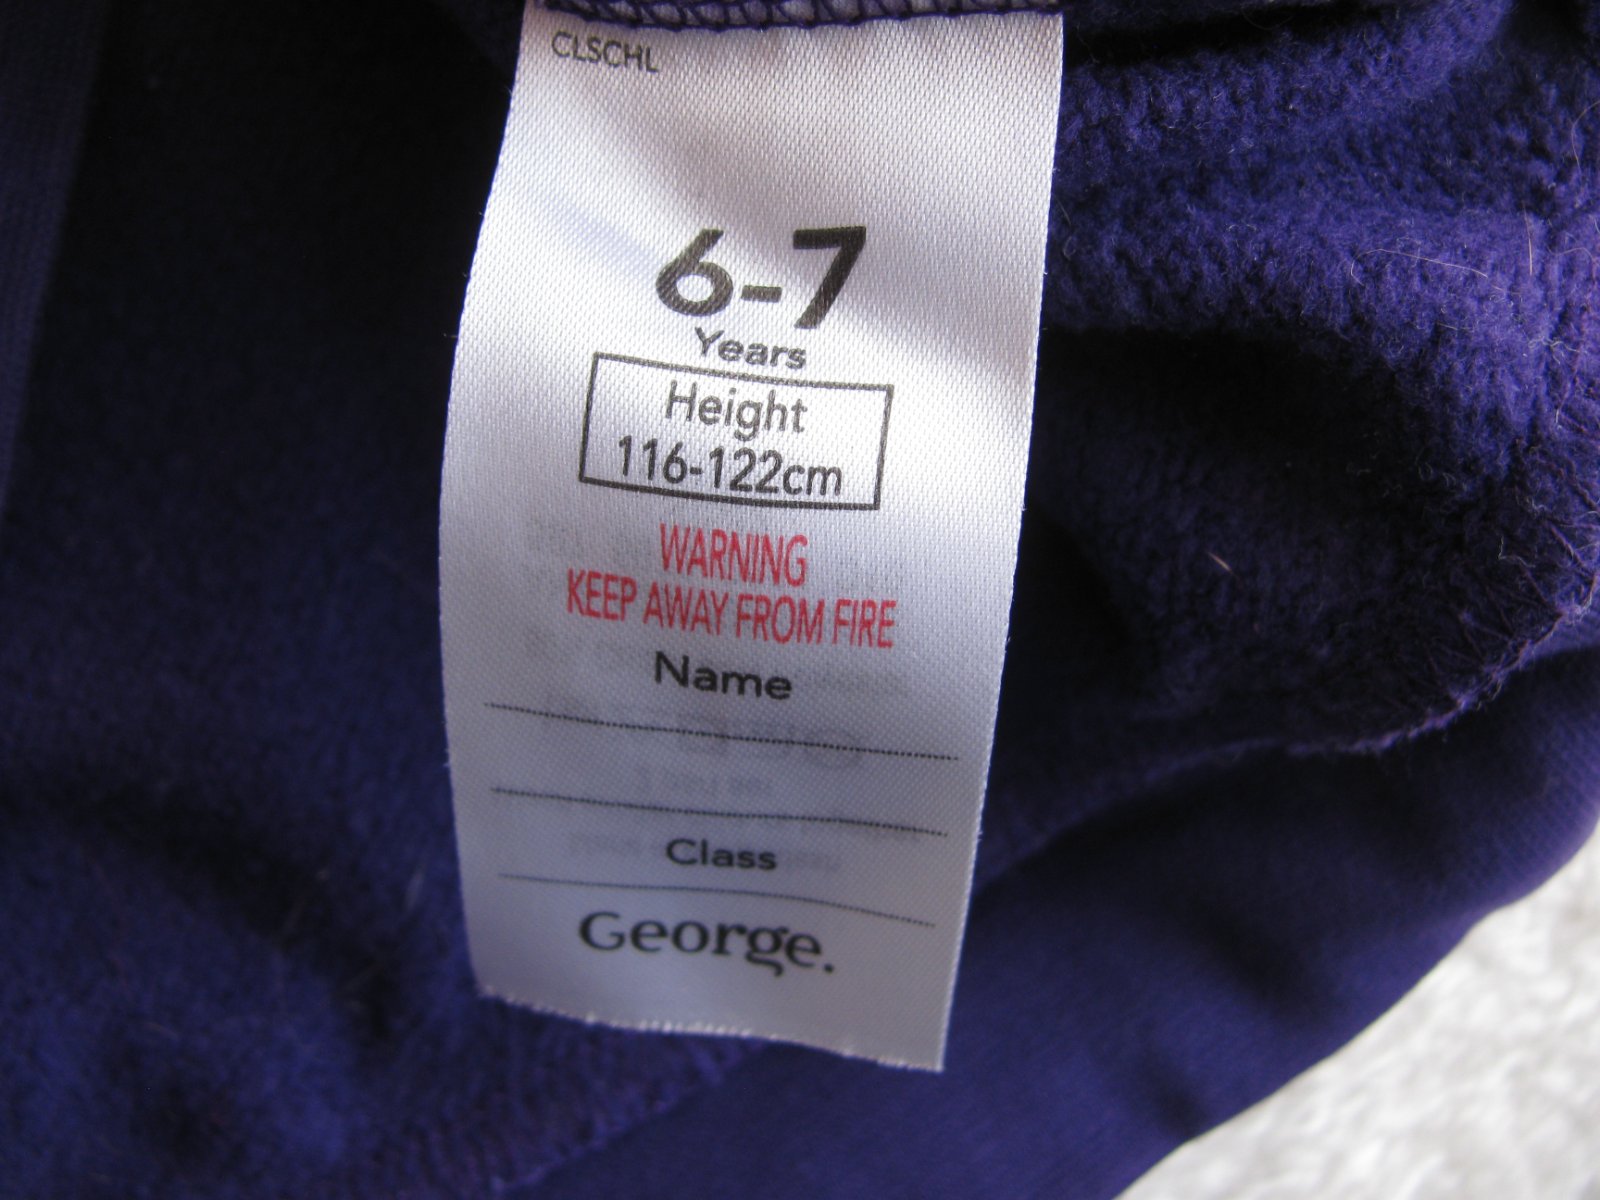 CLSCHL
6-7
Years
Height
116-122cm
WARNING
KEEP AWAY FROM FIRE
Name
Class
George.